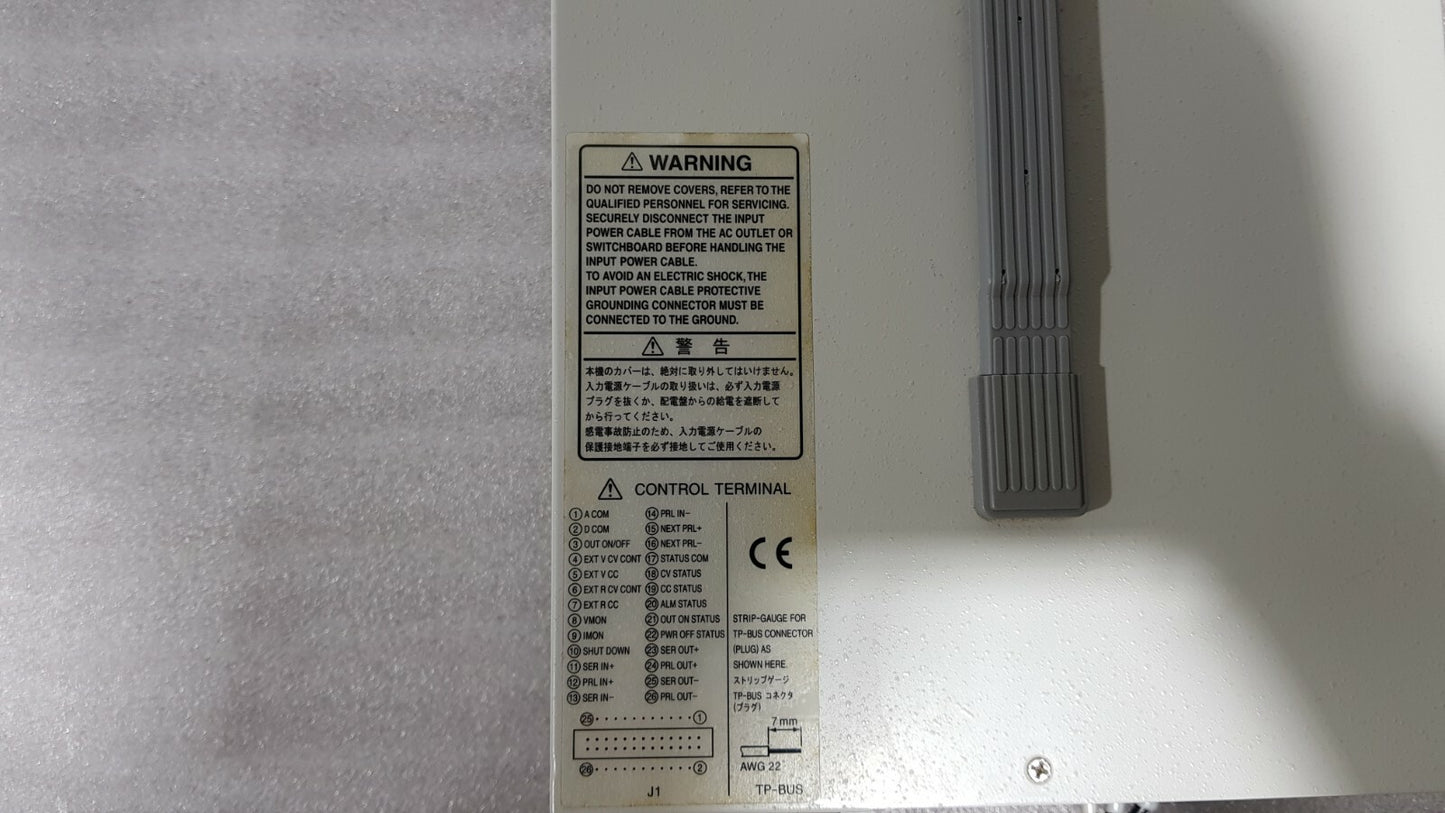 ⚠ WARNING
DO NOT REMOVE COVERS, REFER TO THE
QUALIFIED PERSONNEL FOR SERVICING.
SECURELY DISCONNECT THE INPUT
POWER CABLE FROM THE AC OUTLET OR
SWITCHBOARD BEFORE HANDLING THE
INPUT POWER CABLE.
TO AVOID AN ELECTRIC SHOCK, THE
INPUT POWER CABLE PROTECTIVE
GROUNDING CONNECTOR MUST BE
CONNECTED TO THE GROUND.
⚠ 警 告
本機のカバーは、絶対に取り外してはいけません。
入力電源ケーブルの取り扱いは、必ず入力電源
プラグを抜くか、配電盤からの給電を遮断して
から行ってください。
感電事故防止のため、入力電源ケーブルの
保護接地端子を必ず接地してご使用ください。
⚠ CONTROL TERMINAL
① A COM
② D COM
③ OUT ON/OFF
④ EXT V CV CONT
⑤ EXT V CC
⑥ EXT R CV CONT
⑦ EXT R CC
⑧ VMON
⑨ IMON
⑩ SHUT DOWN
⑪ SER IN+
⑫ PRL IN+
⑬ SER IN-
⑭ PRL IN-
⑮ NEXT PRL+
⑯ NEXT PRL-
⑰ STATUS COM
⑱ CV STATUS
⑲ CC STATUS
⑳ ALM STATUS
㉑ OUT ON STATUS
㉒ PWR OFF STATUS
㉓ SER OUT+
㉔ PRL OUT+
㉕ SER OUT-
㉖ PRL OUT-
㉕ ①
㉖ ②
J1
CE
STRIP-GAUGE FOR
TP-BUS CONNECTOR
(PLUG) AS
SHOWN HERE.
ストリップゲージ
TP-BUS コネクタ
(プラグ)
7 mm
AWG 22
TP-BUS